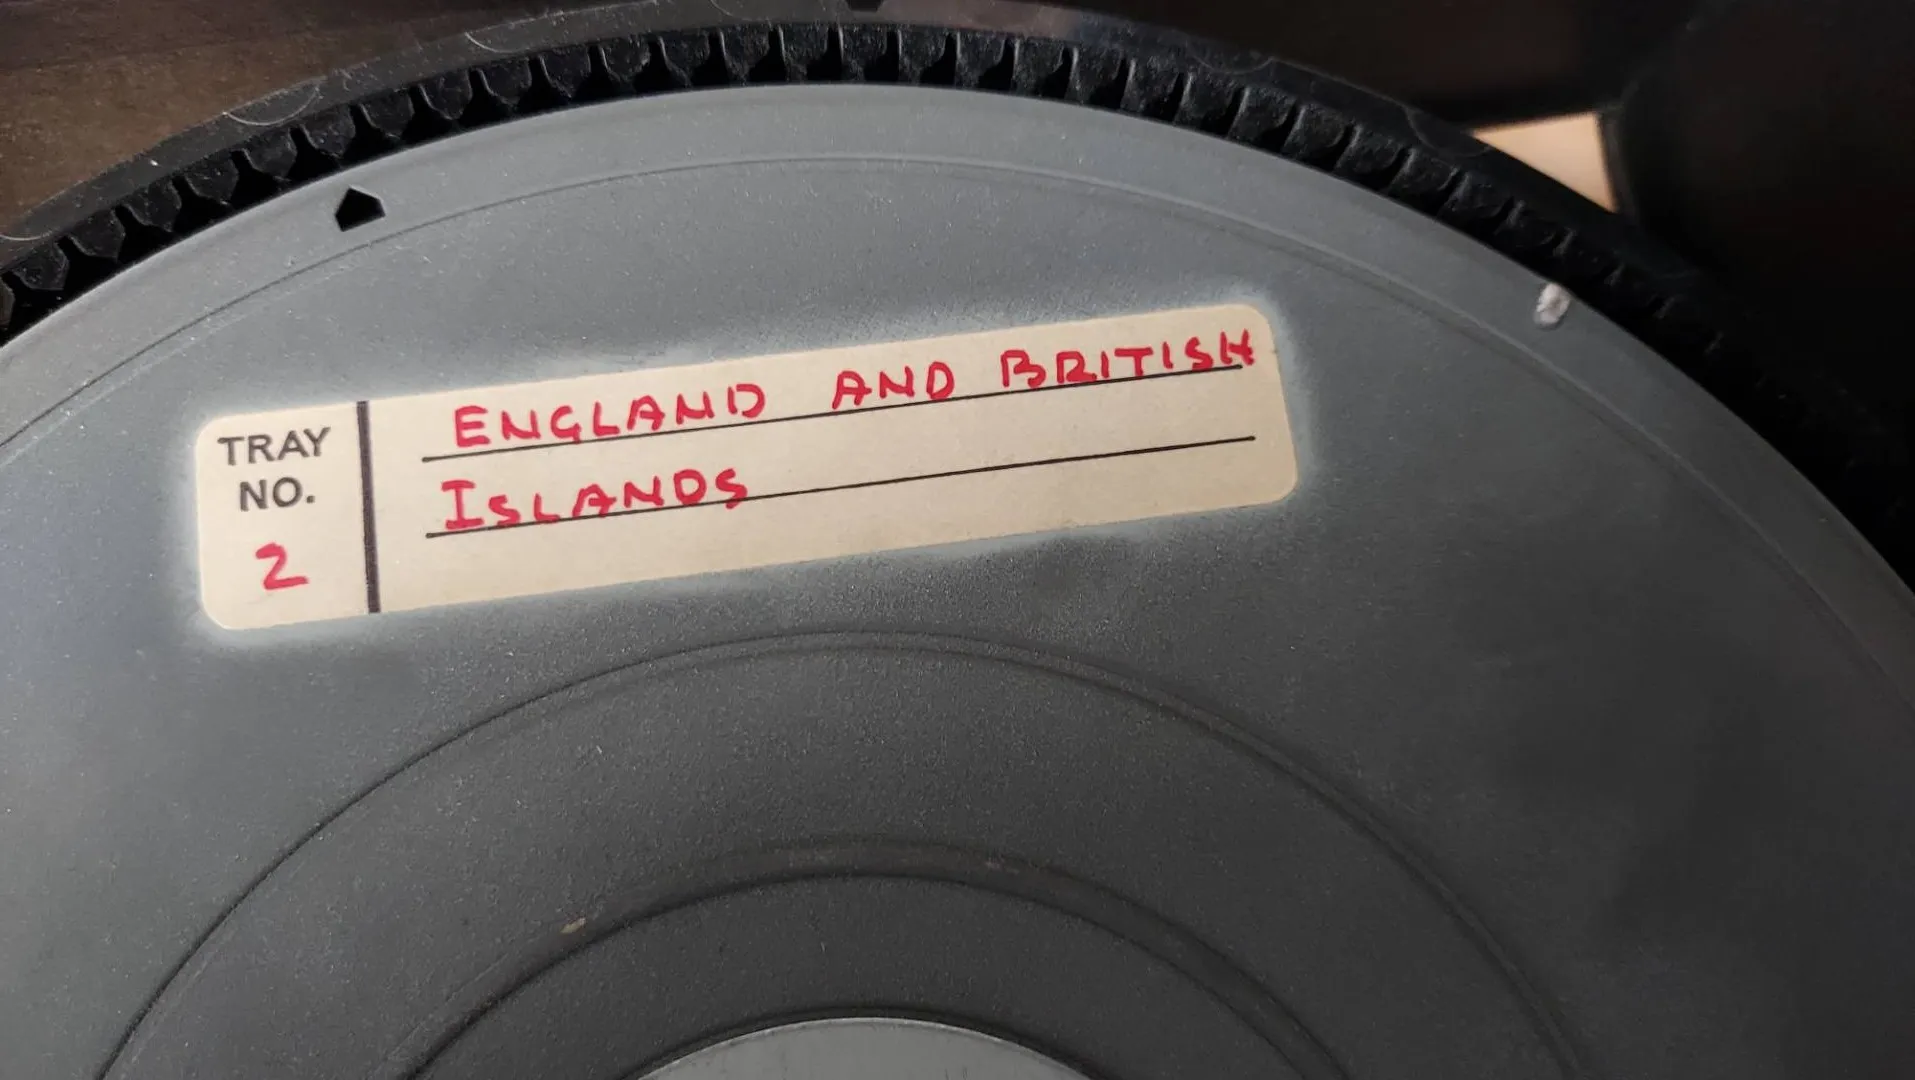 TRAY
NO.
2
ENGLAND AND BRITISH
ISLANDS